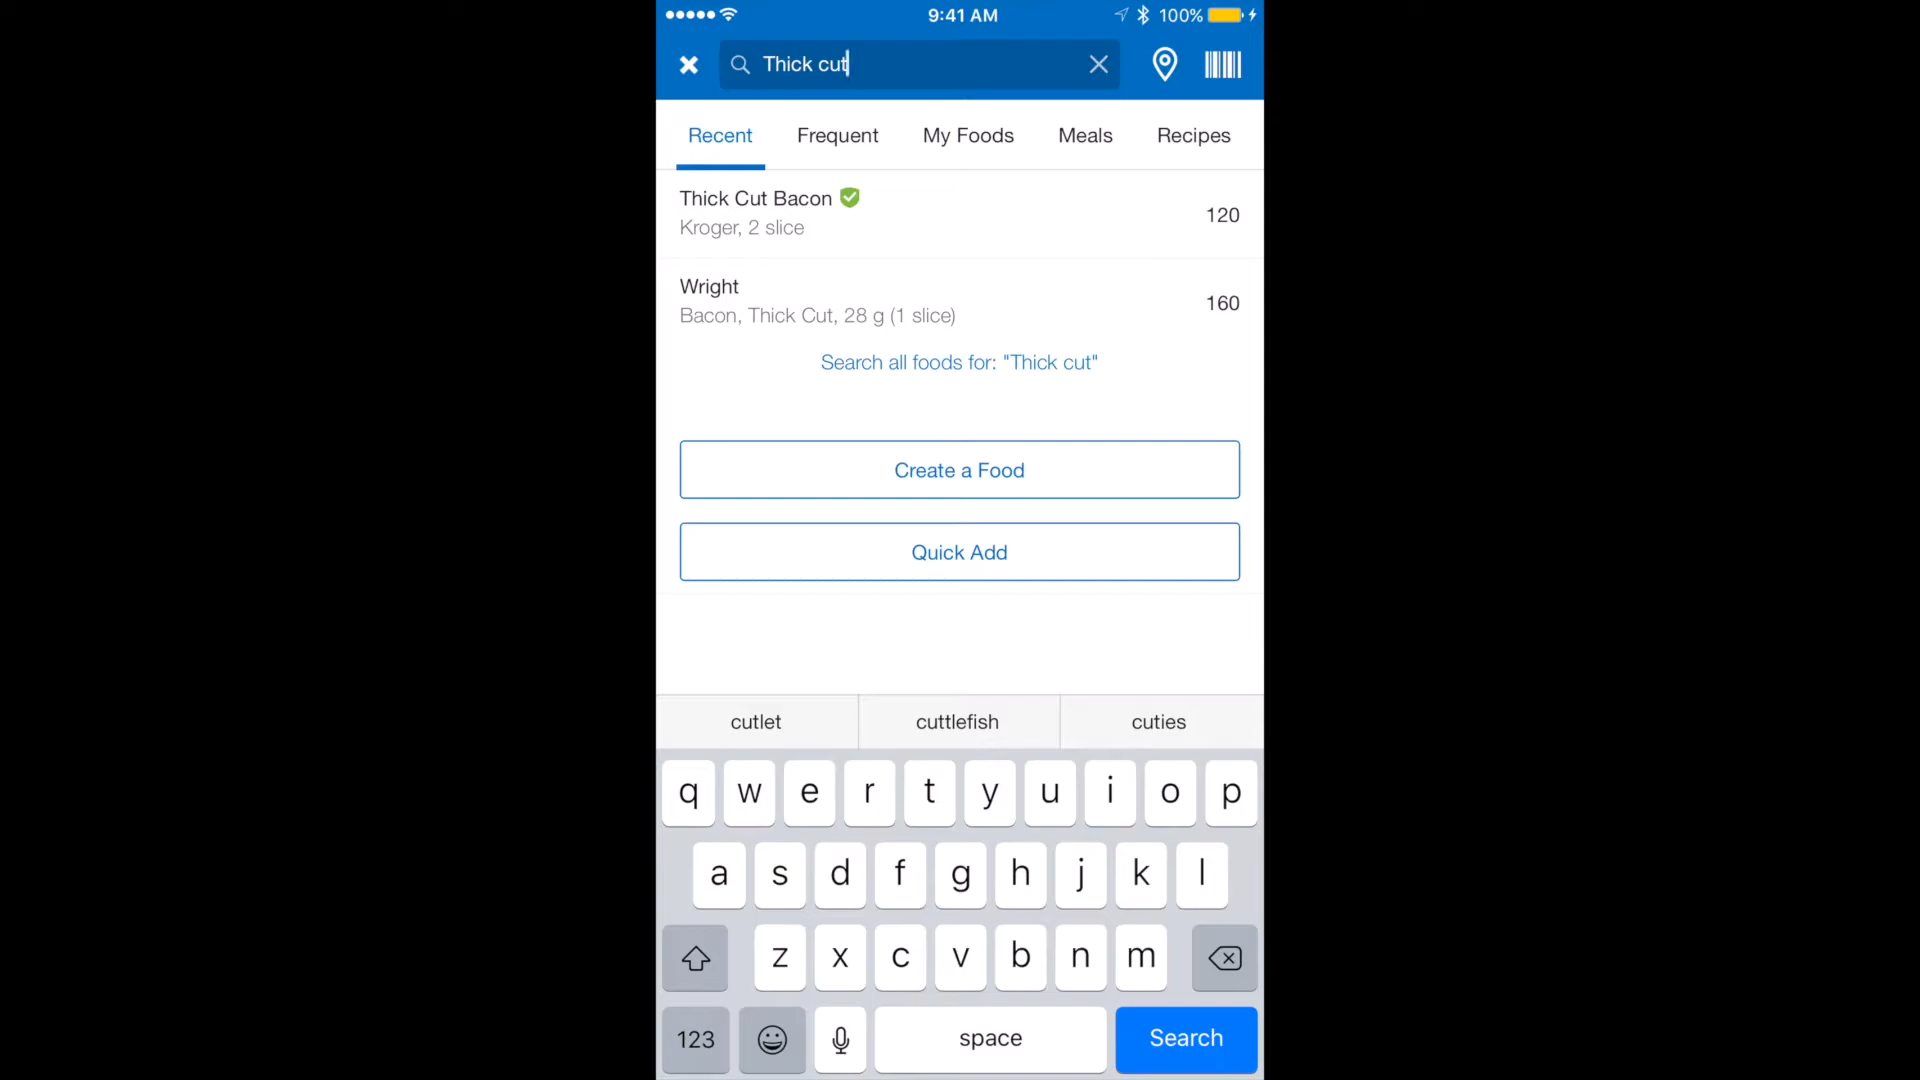 9:41 AM
100%
Thick cut
Recent Frequent My Foods Meals Recipes
Thick Cut Bacon
Kroger, 2 slice
120
Wright
Bacon, Thick Cut, 28 g (1 slice)
160
Search all foods for: "Thick cut"
Create a Food
Quick Add
cutlet cuttlefish cuties
q w e r t y u i o p
a s d f g h j k l
z x c v b n m
123 space Search